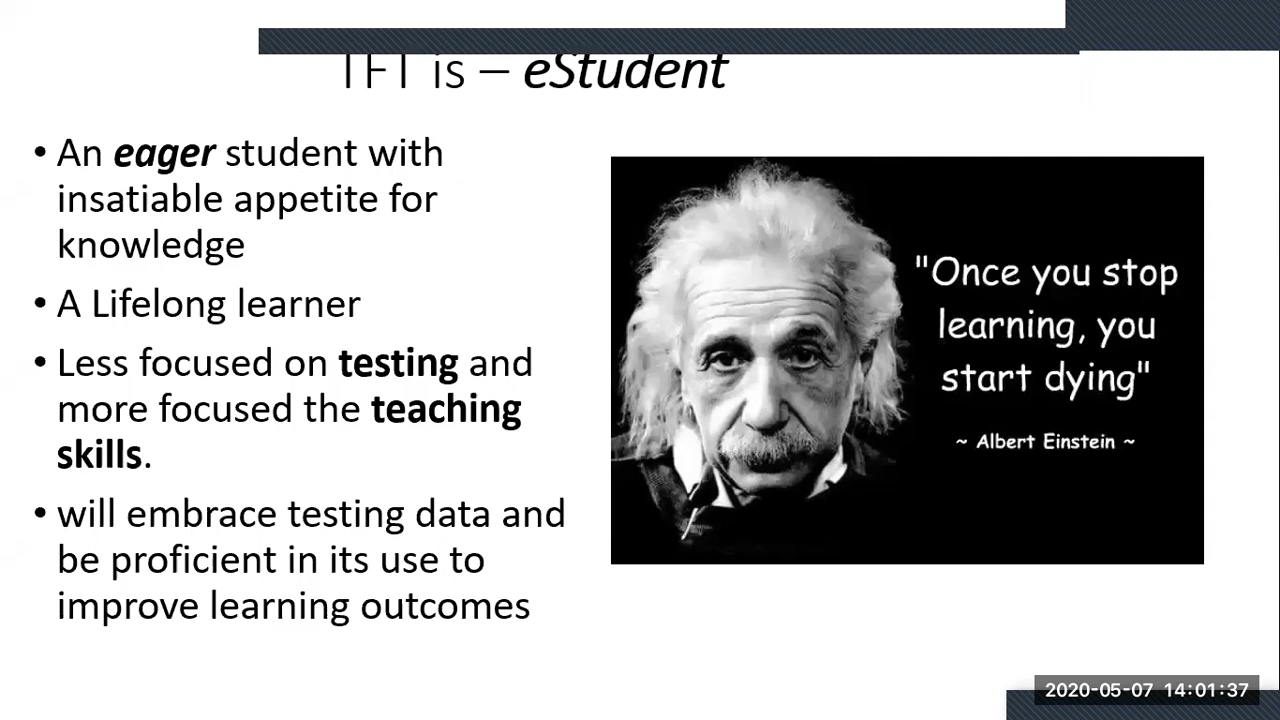 TFT is – eStudent
• An eager student with
insatiable appetite for
knowledge
• A Lifelong learner
• Less focused on testing and
more focused the teaching
skills.
• will embrace testing data and
be proficient in its use to
improve learning outcomes
"Once you stop
learning, you
start dying"
~ Albert Einstein ~
2020-05-07 14:01:37